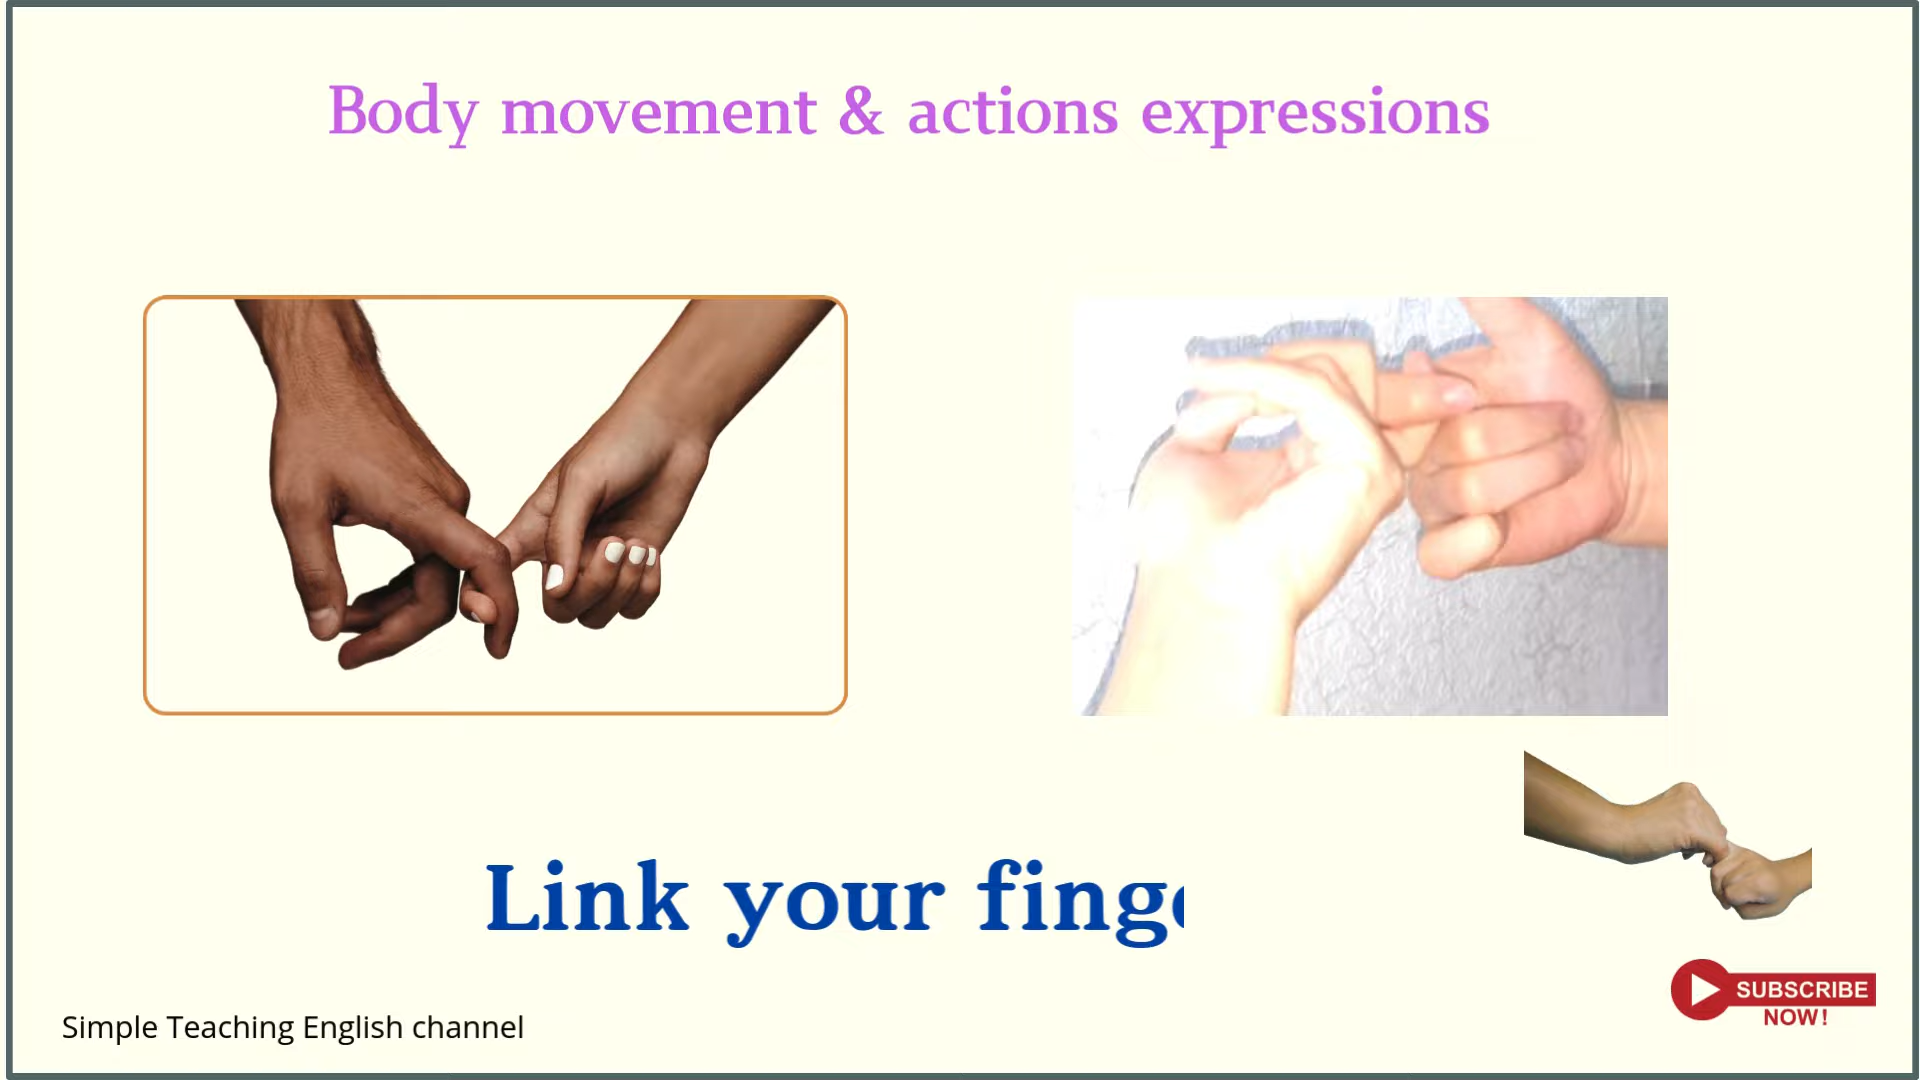 Body movement & actions expressions
Link your fing
Simple Teaching English channel
SUBSCRIBE
NOW!